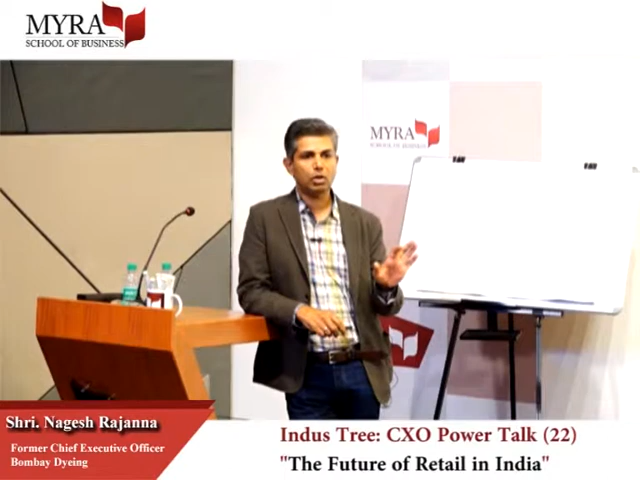 MYRA
SCHOOL OF BUSINESS
MYRA
SCHOOL OF BUSINESS
Shri. Nagesh Rajanna
Former Chief Executive Officer
Bombay Dyeing
Indus Tree: CXO Power Talk (22)
"The Future of Retail in India"